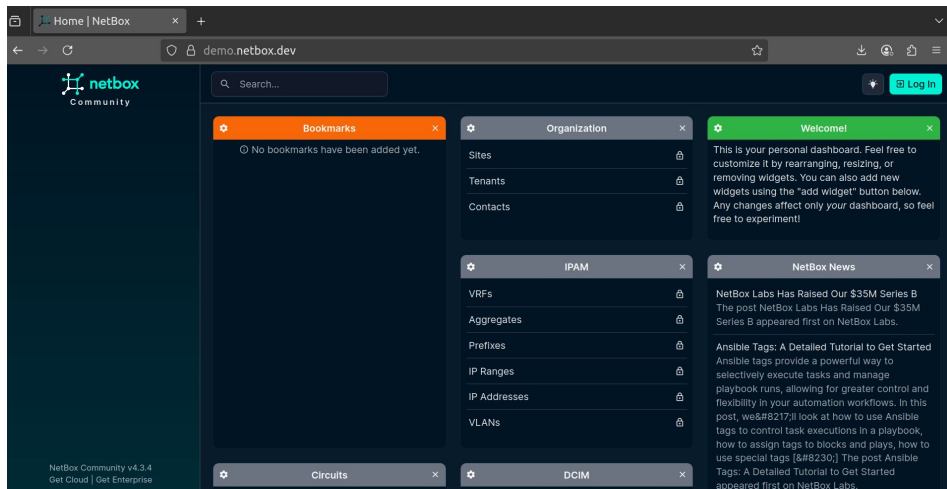 Home | NetBox
demo.netbox.dev
netbox
Community
Search...
Log In
Bookmarks
No bookmarks have been added yet.
Organization
Sites
Tenants
Contacts
Welcome!
This is your personal dashboard. Feel free to
customize it by rearranging, resizing, or
removing widgets. You can also add new
widgets using the "add widget" button below.
Any changes affect only your dashboard, so feel
free to experiment!
IPAM
VRFs
Aggregates
Prefixes
IP Ranges
IP Addresses
VLANs
NetBox News
NetBox Labs Has Raised Our $35M Series B
The post NetBox Labs Has Raised Our $35M
Series B appeared first on NetBox Labs.
Ansible Tags: A Detailed Tutorial to Get Started
Ansible tags provide a powerful way to
selectively execute tasks and manage
playbook runs, allowing for greater control and
flexibility in your automation workflows. In this
post, we&#8217;ll look at how to use Ansible
tags to control task executions in a playbook,
how to assign tags to blocks and plays, how to
use special tags [&#8230;] The post Ansible
Tags: A Detailed Tutorial to Get Started
appeared first on NetBox Labs.
Circuits
DCIM
NetBox Community v4.3.4
Get Cloud | Get Enterprise